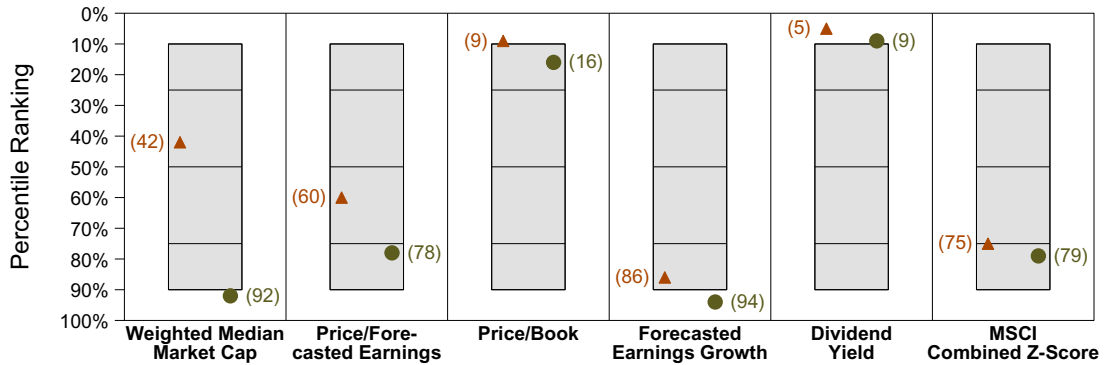 Percentile Ranking
0%
10%
20%
30%
40%
50%
60%
70%
80%
90%
100%
(42)
(92)
(60)
(78)
(9)
(16)
(86)
(94)
(5)
(9)
(75)
(79)
Weighted Median
Market Cap
Price/Fore-
casted Earnings
Price/Book
Forecasted
Earnings Growth
Dividend
Yield
MSCI
Combined Z-Score